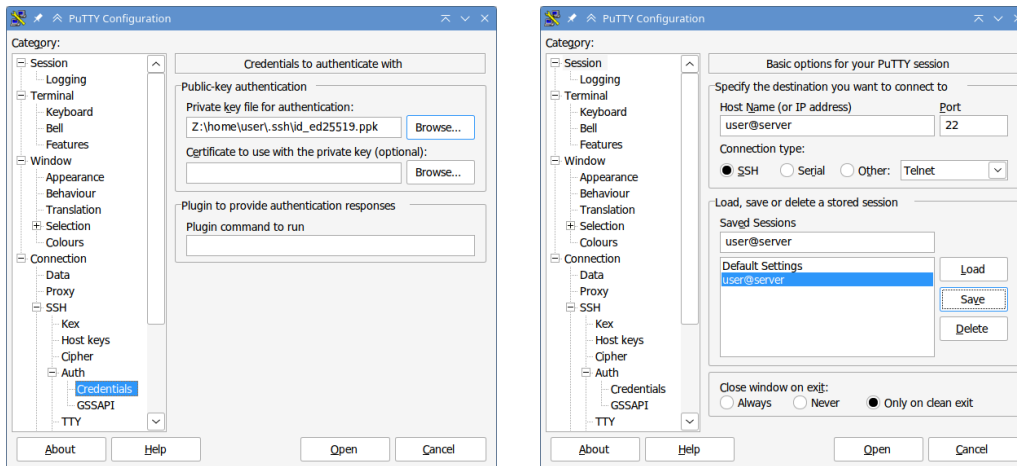 PuTTY Configuration
Category:
Session
Logging
Terminal
Keyboard
Bell
Features
Window
Appearance
Behaviour
Translation
Selection
Colours
Connection
Data
Proxy
SSH
Kex
Host keys
Cipher
Auth
Credentials
GSSAPI
TTY
Credentials to authenticate with
Public-key authentication
Private key file for authentication:
Z:\home\user\.ssh\id_ed25519.ppk Browse...
Certificate to use with the private key (optional):
Browse...
Plugin to provide authentication responses
Plugin command to run
About Help Open Cancel
PuTTY Configuration
Category:
Session
Logging
Terminal
Keyboard
Bell
Features
Window
Appearance
Behaviour
Translation
Selection
Colours
Connection
Data
Proxy
SSH
Kex
Host keys
Cipher
Auth
Credentials
GSSAPI
TTY
Basic options for your PuTTY session
Specify the destination you want to connect to
Host Name (or IP address) Port
user@server 22
Connection type:
SSH Serial Other: Telnet
Load, save or delete a stored session
Saved Sessions
user@server
Default Settings
user@server
Load
Save
Delete
Close window on exit:
Always Never Only on clean exit
About Help Open Cancel